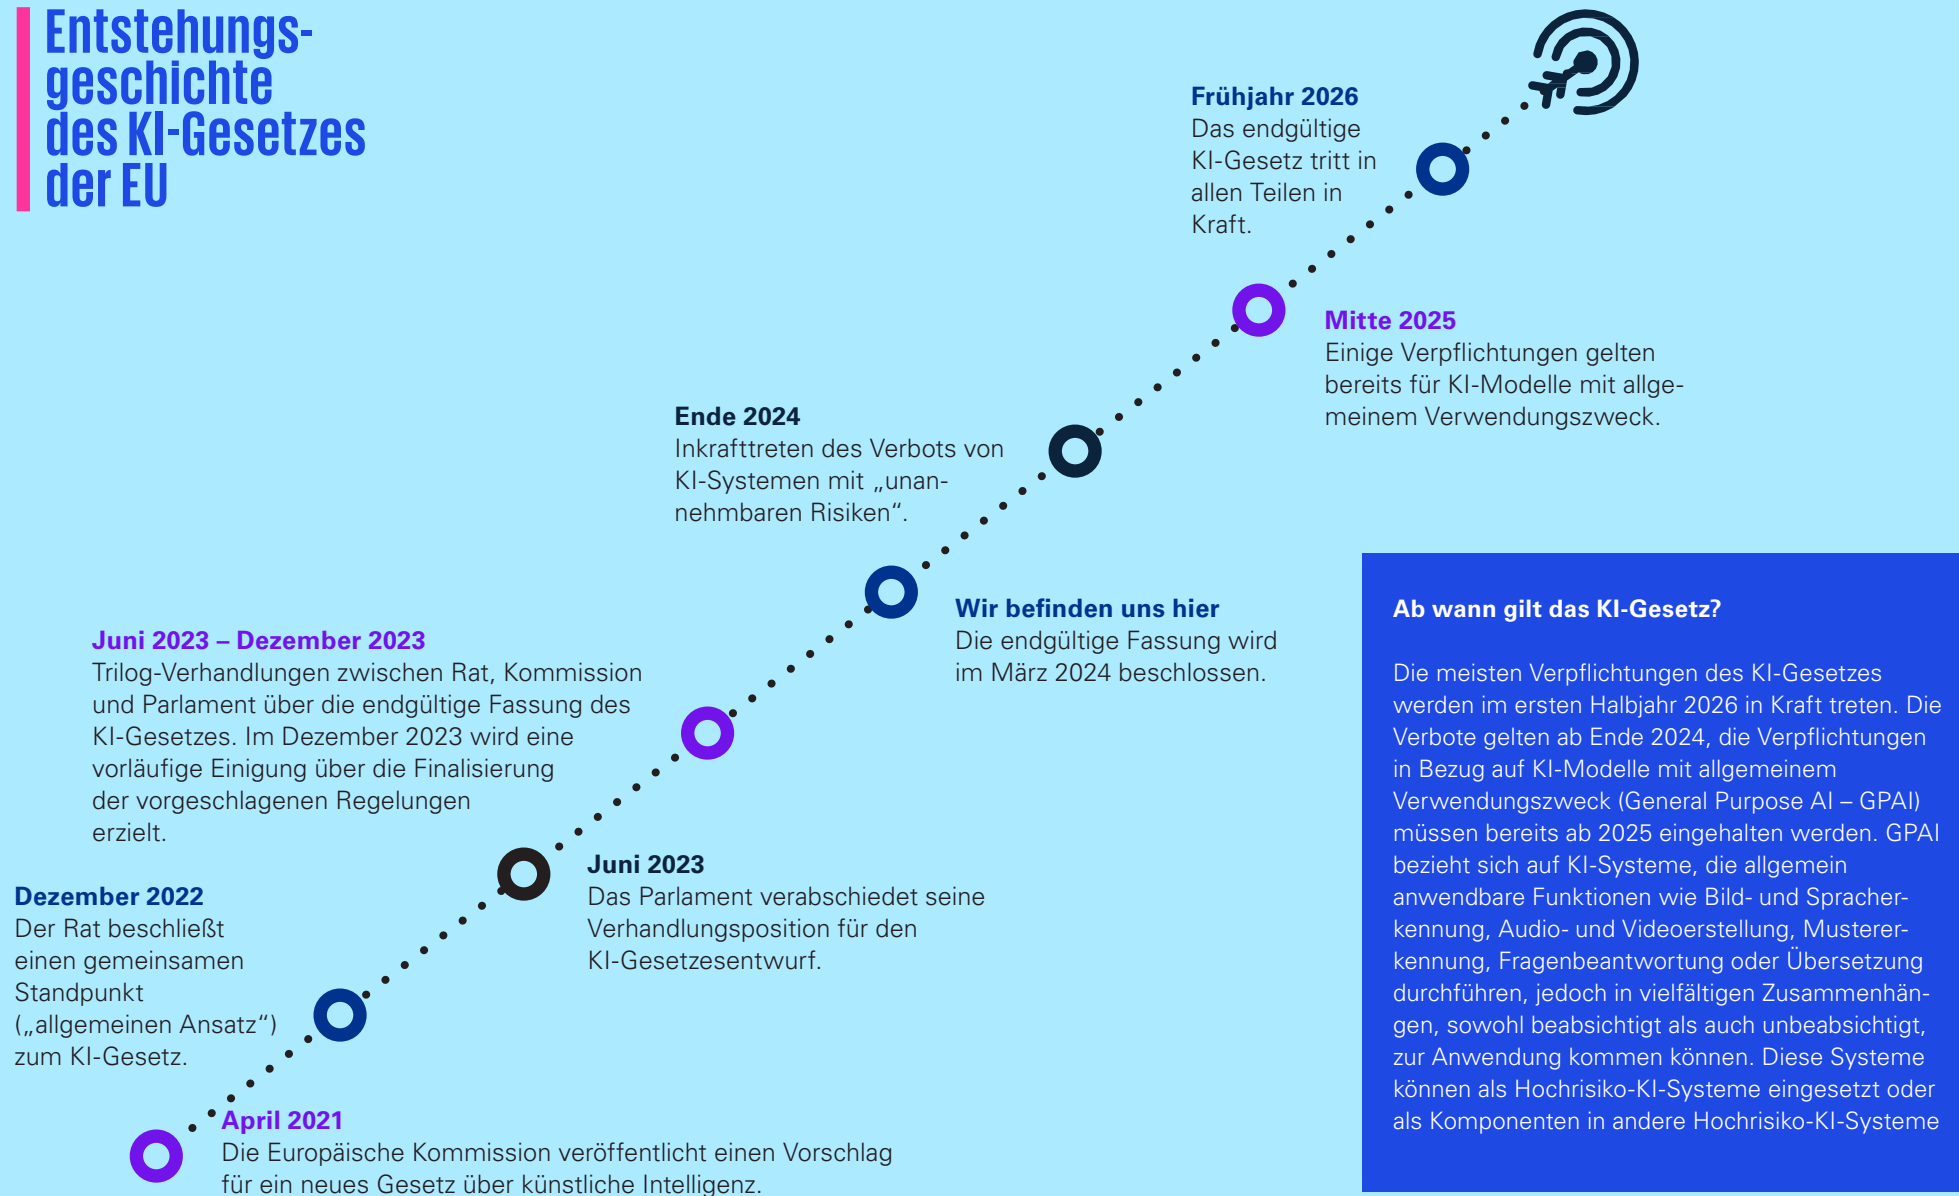 Entstehungs-
geschichte
des KI-Gesetzes
der EU
Frühjahr 2026
Das endgültige
KI-Gesetz tritt in
allen Teilen in
Kraft.
Mitte 2025
Einige Verpflichtungen gelten
bereits für KI-Modelle mit allge-
meinem Verwendungszweck.
Ende 2024
Inkrafttreten des Verbots von
KI-Systemen mit „unan-
nehmbaren Risiken“.
Wir befinden uns hier
Die endgültige Fassung wird
im März 2024 beschlossen.
Juni 2023 – Dezember 2023
Trilog-Verhandlungen zwischen Rat, Kommission
und Parlament über die endgültige Fassung des
KI-Gesetzes. Im Dezember 2023 wird eine
vorläufige Einigung über die Finalisierung
der vorgeschlagenen Regelungen
erzielt.
Juni 2023
Das Parlament verabschiedet seine
Verhandlungsposition für den
KI-Gesetzesentwurf.
Dezember 2022
Der Rat beschließt
einen gemeinsamen
Standpunkt
(„allgemeinen Ansatz“)
zum KI-Gesetz.
April 2021
Die Europäische Kommission veröffentlicht einen Vorschlag
für ein neues Gesetz über künstliche Intelligenz.
Ab wann gilt das KI-Gesetz?
Die meisten Verpflichtungen des KI-Gesetzes
werden im ersten Halbjahr 2026 in Kraft treten. Die
Verbote gelten ab Ende 2024, die Verpflichtungen
in Bezug auf KI-Modelle mit allgemeinem
Verwendungszweck (General Purpose AI – GPAI)
müssen bereits ab 2025 eingehalten werden. GPAI
bezieht sich auf KI-Systeme, die allgemein
anwendbare Funktionen wie Bild- und Spracher-
kennung, Audio- und Videoerstellung, Musterer-
kennung, Fragenbeantwortung oder Übersetzung
durchführen, jedoch in vielfältigen Zusammenhän-
gen, sowohl beabsichtigt als auch unbeabsichtigt,
zur Anwendung kommen können. Diese Systeme
können als Hochrisiko-KI-Systeme eingesetzt oder
als Komponenten in andere Hochrisiko-KI-Systeme